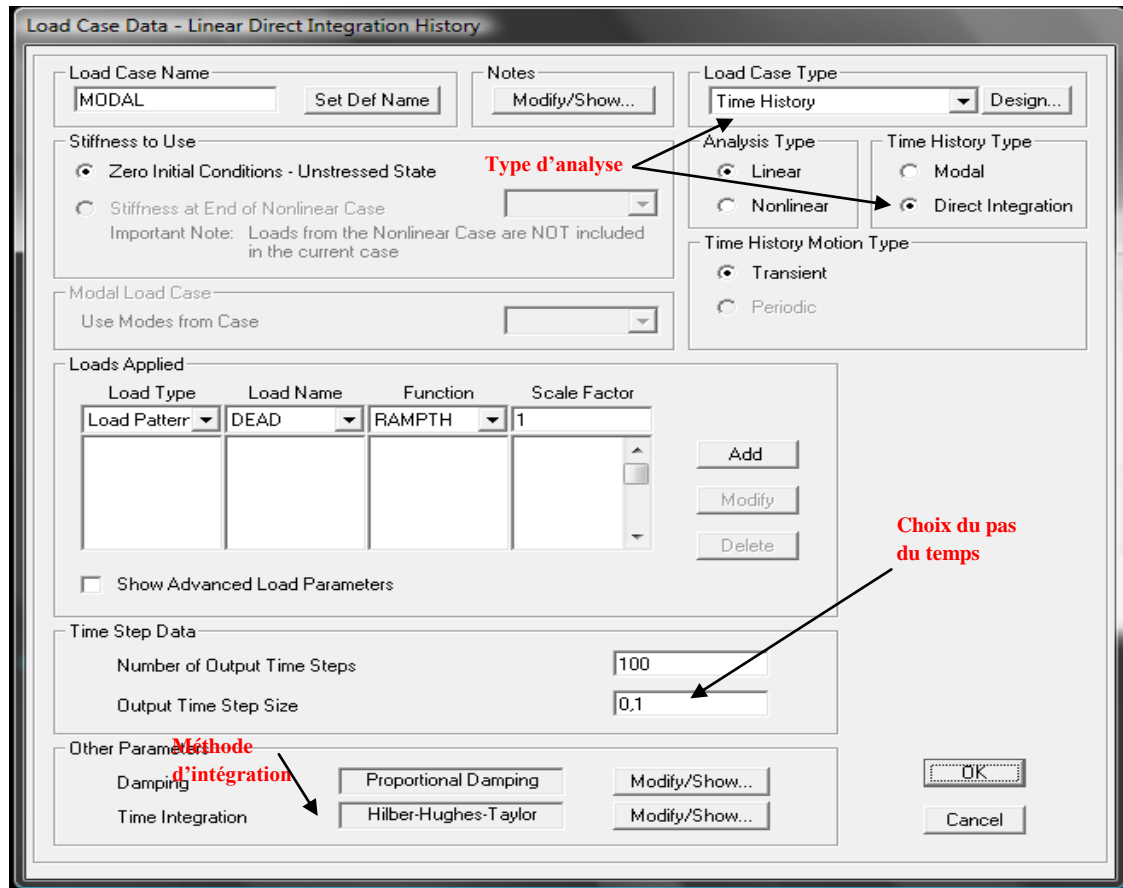 Load Case Data - Linear Direct Integration History
Load Case Name
MODAL
Set Def Name
Notes
Modify/Show...
Load Case Type
Time History
Design...
Stiffness to Use
Zero Initial Conditions - Unstressed State
Stiffness at End of Nonlinear Case
Important Note: Loads from the Nonlinear Case are NOT included
in the current case
Type d'analyse
Analysis Type
Linear
Nonlinear
Time History Type
Modal
Direct Integration
Time History Motion Type
Transient
Periodic
Modal Load Case
Use Modes from Case
Loads Applied
Load Type Load Name Function Scale Factor
Load Patterr DEAD RAMPTH 1
Add
Modify
Delete
Show Advanced Load Parameters
Choix du pas
du temps
Time Step Data
Number of Output Time Steps 100
Output Time Step Size 0,1
Other Parameters
Méthode
d'intégration
Damping Proportional Damping Modify/Show...
Time Integration Hilber-Hughes-Taylor Modify/Show...
OK
Cancel